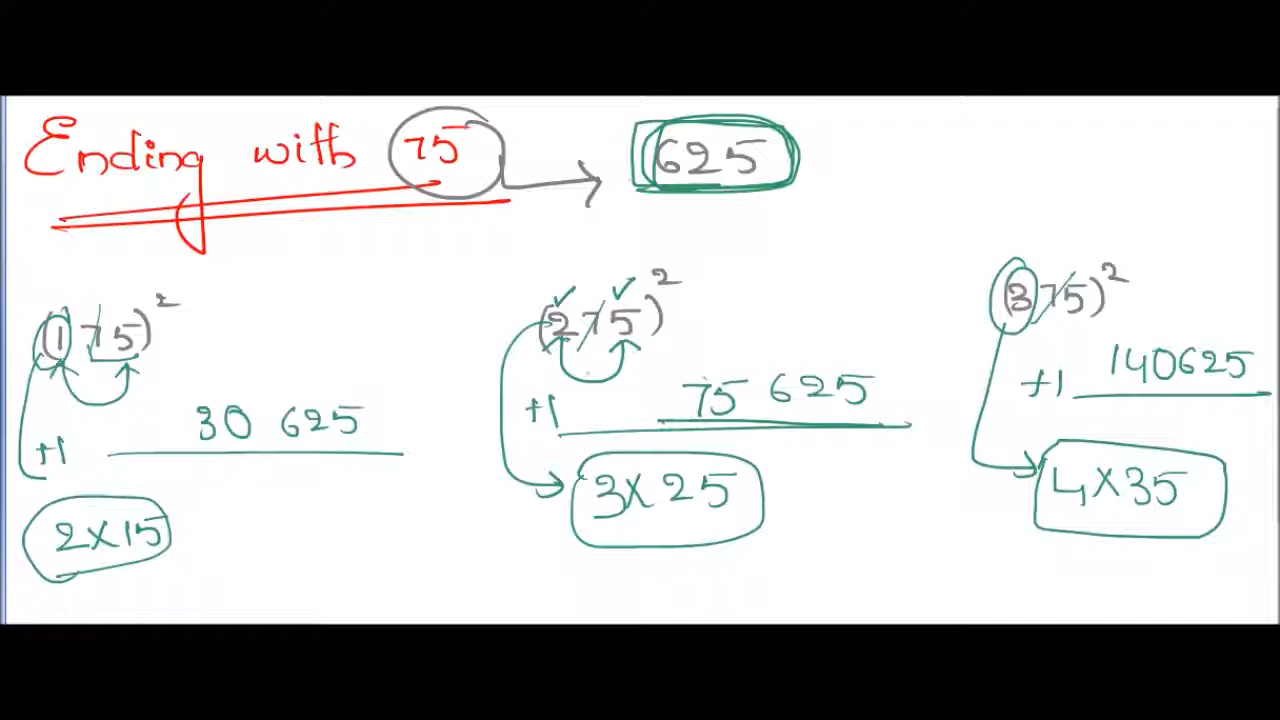 Ending with 75 → 625
(175)²
+1 30 625
2×15
(275)²
+1 75 625
3×25
(375)²
+1 140625
4×35